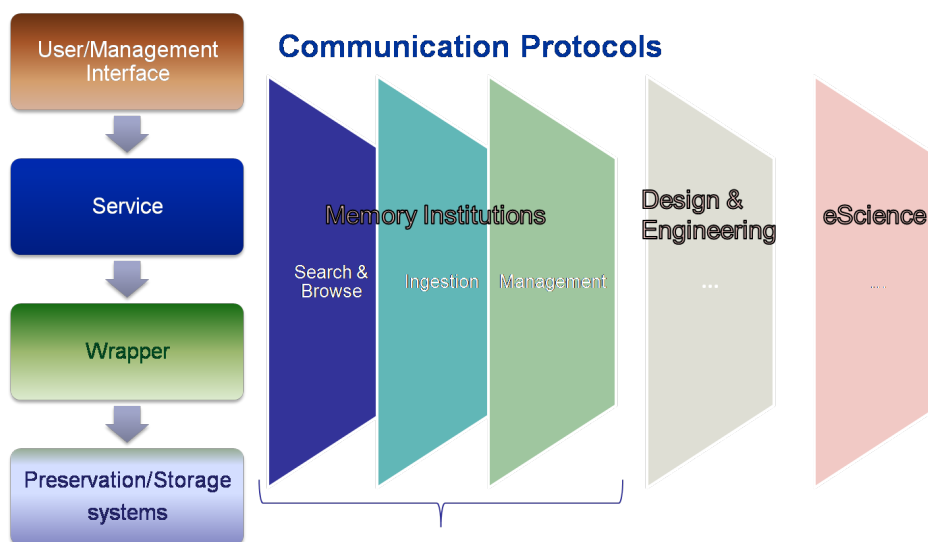 User/Management
Interface
Service
Wrapper
Preservation/Storage
systems
Communication Protocols
Memory Institutions
Search &
Browse
Ingestion
Management
Design &
Engineering
...
eScience
......